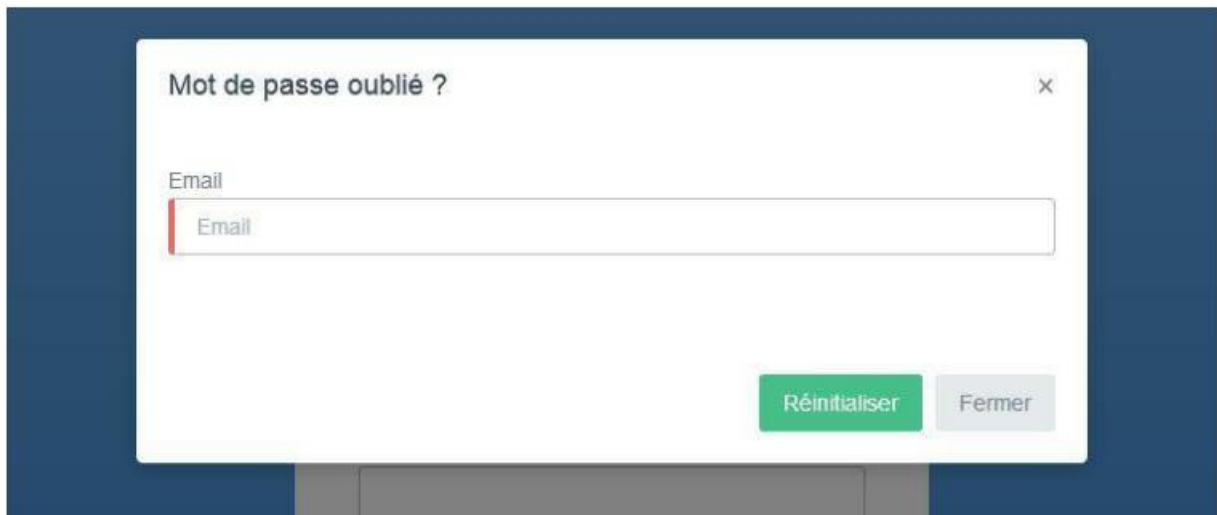 Mot de passe oublié ?
×
Email
Email
Réinitialiser
Fermer